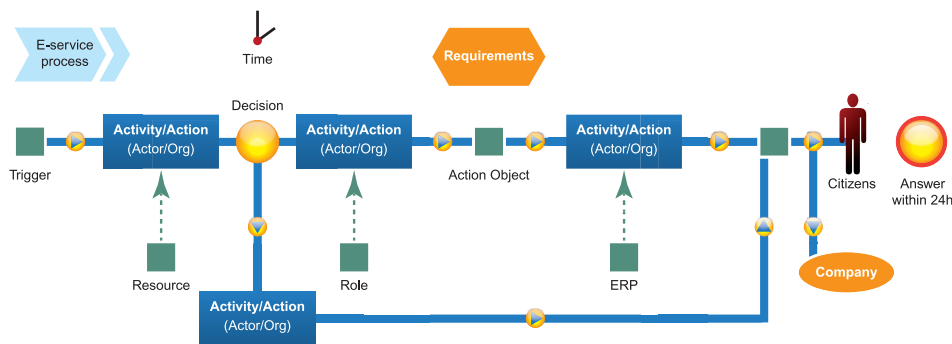 E-service
process
Time
Requirements
Decision
Activity/Action
(Actor/Org)
Activity/Action
(Actor/Org)
Activity/Action
(Actor/Org)
Trigger
Action Object
Citizens
Answer
within 24h
Resource
Role
ERP
Company
Activity/Action
(Actor/Org)